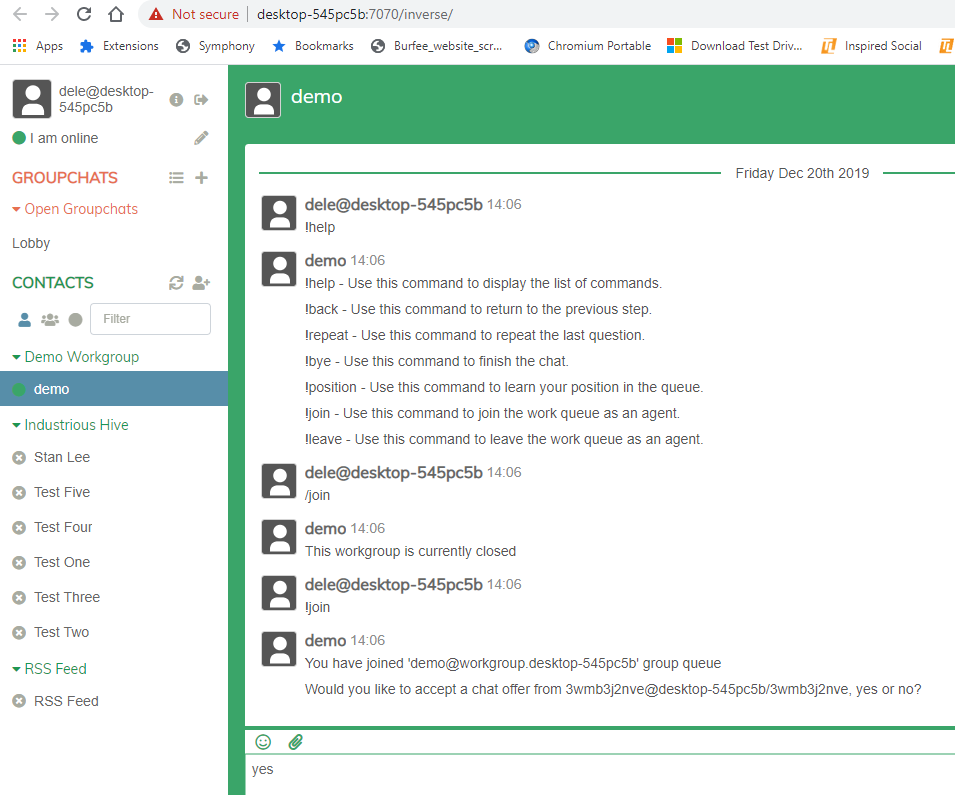 Not secure | desktop-545pc5b:7070/inverse/
Apps Extensions Symphony Bookmarks Burfee_website_scr... Chromium Portable Download Test Driv... Inspired Social
dele@desktop-
545pc5b
I am online
GROUPCHATS
Open Groupchats
Lobby
CONTACTS
Filter
Demo Workgroup
demo
Industrious Hive
Stan Lee
Test Five
Test Four
Test One
Test Three
Test Two
RSS Feed
RSS Feed
demo
Friday Dec 20th 2019
dele@desktop-545pc5b 14:06
!help
demo 14:06
!help - Use this command to display the list of commands.
!back - Use this command to return to the previous step.
!repeat - Use this command to repeat the last question.
!bye - Use this command to finish the chat.
!position - Use this command to learn your position in the queue.
!join - Use this command to join the work queue as an agent.
!leave - Use this command to leave the work queue as an agent.
dele@desktop-545pc5b 14:06
/join
demo 14:06
This workgroup is currently closed
dele@desktop-545pc5b 14:06
!join
demo 14:06
You have joined 'demo@workgroup.desktop-545pc5b' group queue
Would you like to accept a chat offer from 3wmb3j2nve@desktop-545pc5b/3wmb3j2nve, yes or no?
yes